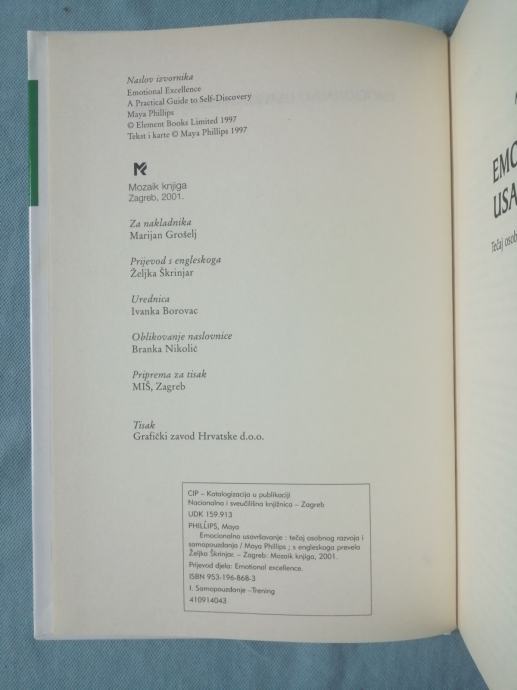 Naslov izvornika
Emotional Excellence
A Practical Guide to Self-Discovery
Maya Phillips
© Element Books Limited 1997
Tekst i karte © Maya Phillips 1997
Mozaik knjiga
Zagreb, 2001.
Za nakladnika
Marijan Grošelj
Prijevod s engleskoga
Željka Škrinjar
Urednica
Ivanka Borovac
Oblikovanje naslovnice
Branka Nikolić
Priprema za tisak
MIŠ, Zagreb
Tisak
Grafički zavod Hrvatske d.o.o.
CIP – Katalogizacija u publikaciji
Nacionalna i sveučilišna knjižnica – Zagreb
UDK 159.913
PHILLIPS, Maya
Emocionalno usavršavanje : tečaj osobnog razvoja i
samopouzdanja / Maya Phillips ; s engleskoga prevela
Željka Škrinjar. – Zagreb: Mozaik knjiga, 2001.
Prijevod djela: Emotional excellence.
ISBN 953-196-868-3
I. Samopouzdanje –Trening
410914043
EMO
USA
Tečaj osob